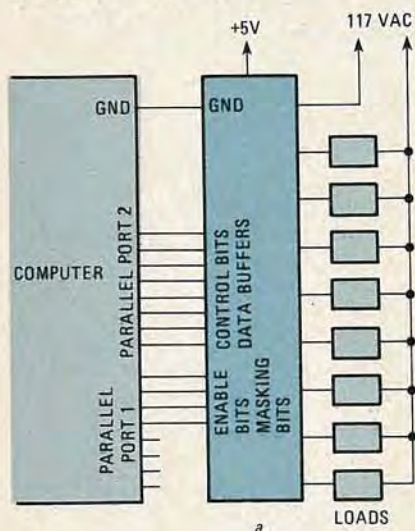 +5V
117 VAC
GND
GND
COMPUTER
PARALLEL PORT 2
CONTROL BITS
DATA BUFFERS
PARALLEL
PORT 1
ENABLE
BITS
MASKING
BITS
LOADS
a